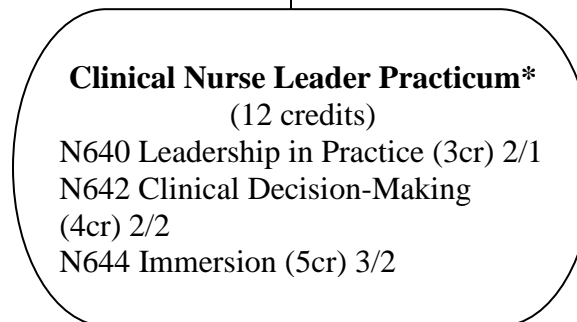 Clinical Nurse Leader Practicum*
(12 credits)
N640 Leadership in Practice (3cr) 2/1
N642 Clinical Decision-Making
(4cr) 2/2
N644 Immersion (5cr) 3/2